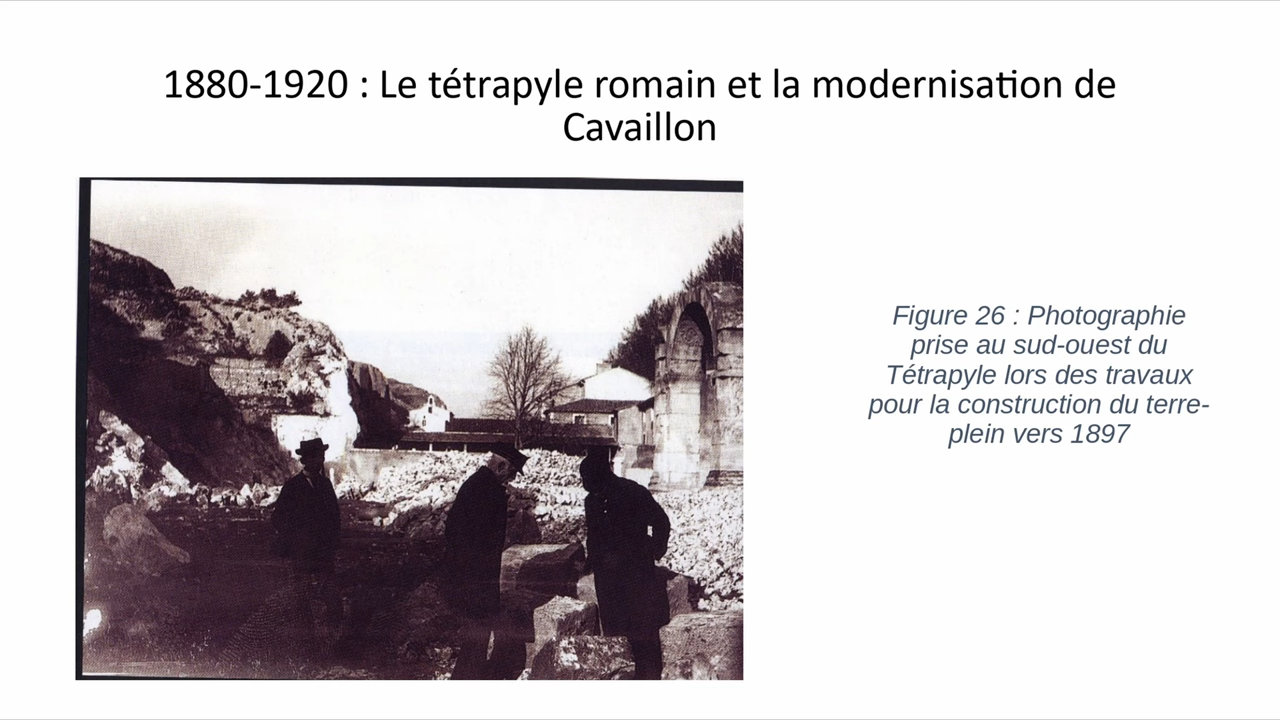 1880-1920 : Le tétrapyle romain et la modernisation de
Cavaillon
Figure 26 : Photographie
prise au sud-ouest du
Tétrapyle lors des travaux
pour la construction du terre-
plein vers 1897